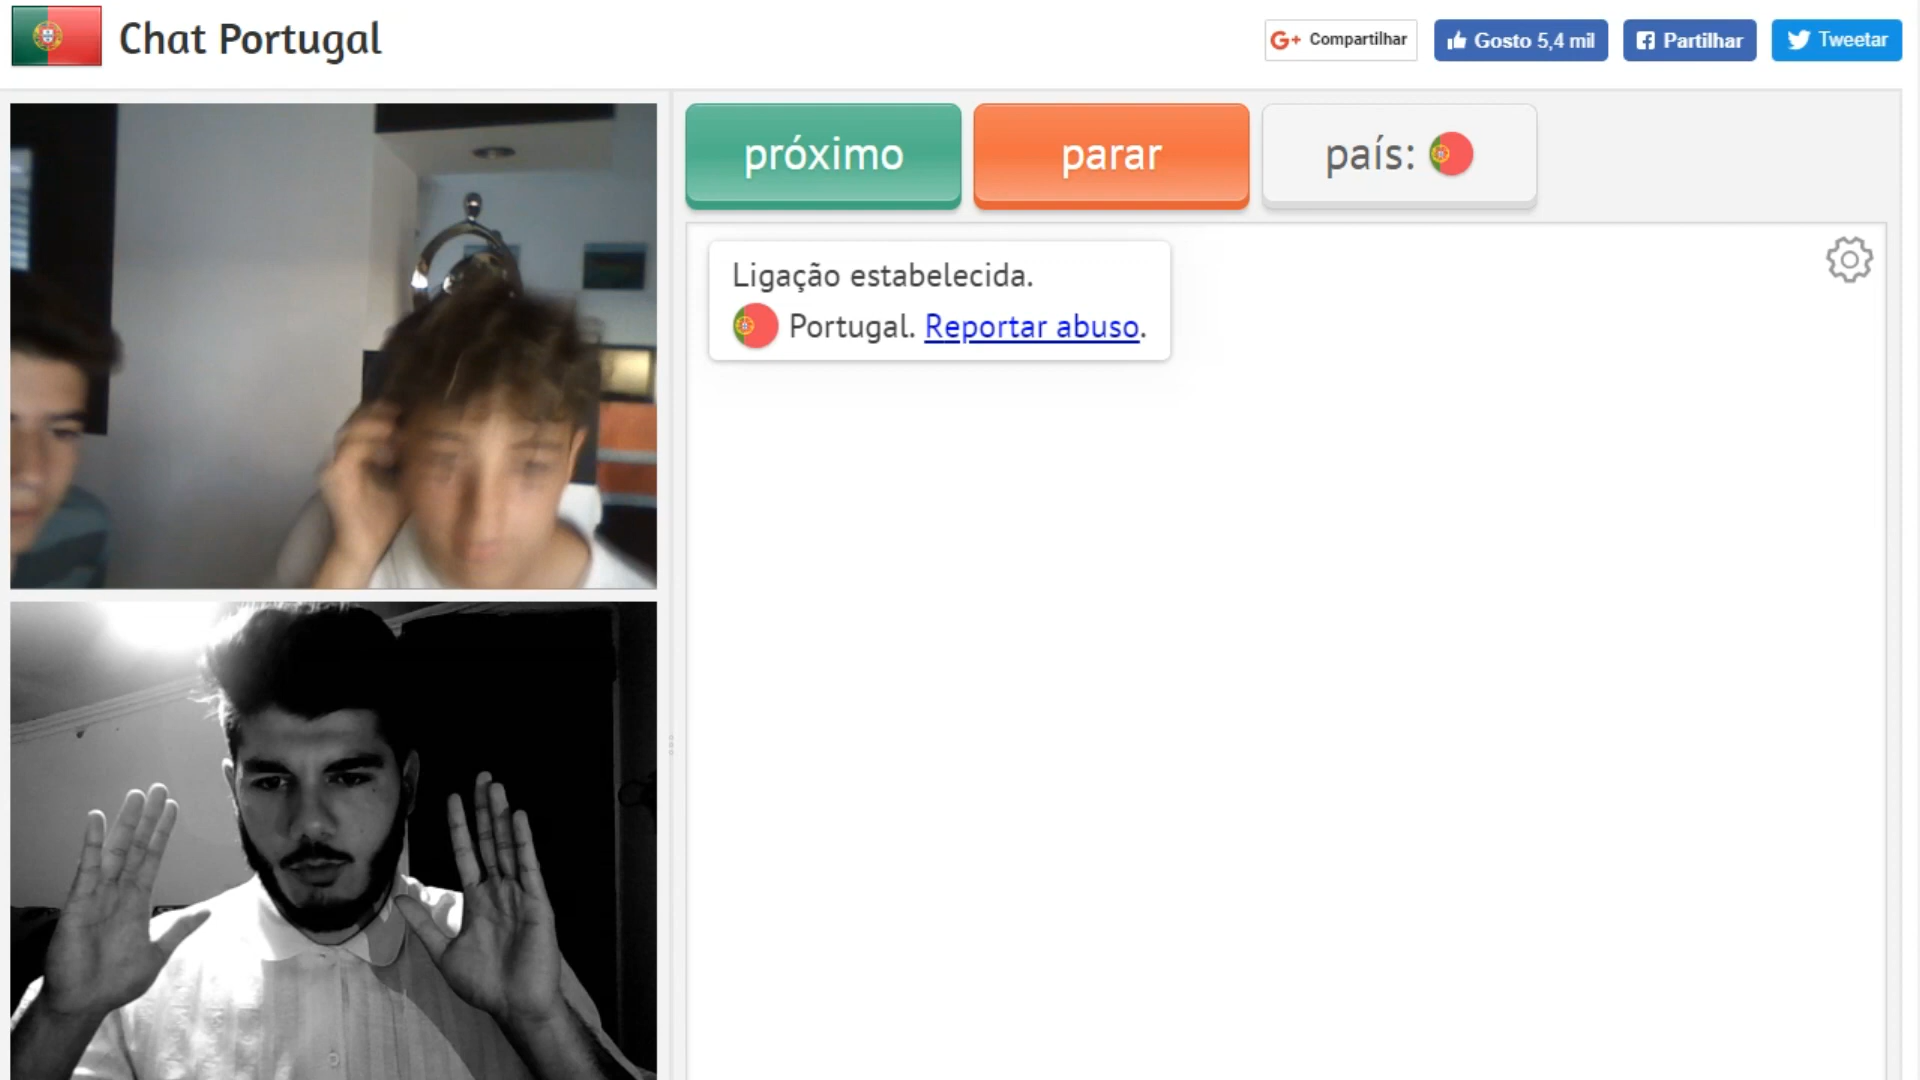 Chat Portugal
G+ Compartilhar
Gosto 5,4 mil
Partilhar
Tweetar
próximo
parar
país:
Ligação estabelecida.
Portugal. Reportar abuso.